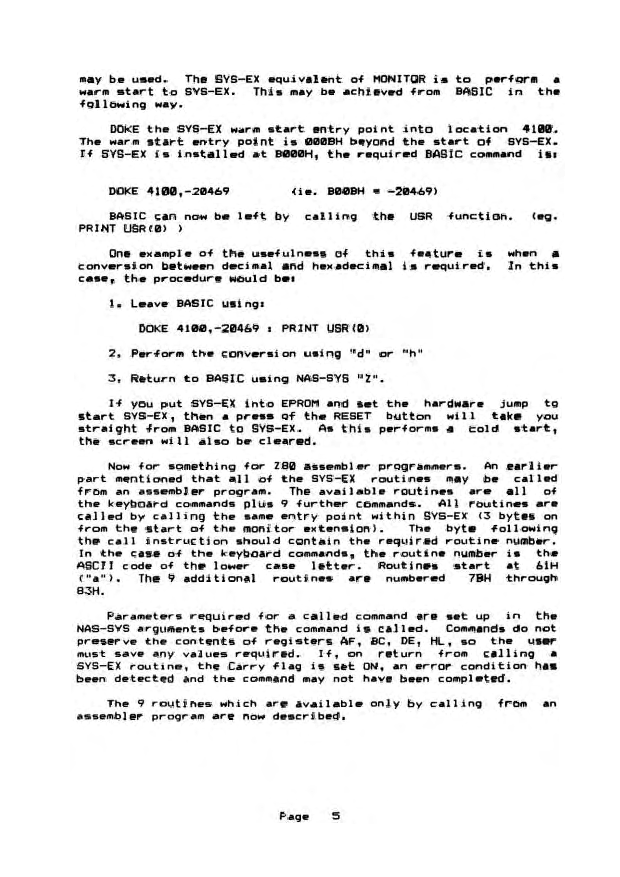 may be used. The SYS-EX equivalent of MONITOR is to perform a
warm start to SYS-EX. This may be achieved from BASIC in the
following way.
DOKE the SYS-EX warm start entry point into location 4100.
The warm start entry point is 000BH beyond the start of SYS-EX.
If SYS-EX is installed at B000H, the required BASIC command is:
DOKE 4100,-20469 (ie. B00BH = -20469)
BASIC can now be left by calling the USR function. (eg.
PRINT USR(0) )
One example of the usefulness of this feature is when a
conversion between decimal and hexadecimal is required. In this
case, the procedure would be:
1. Leave BASIC using:
DOKE 4100,-20469 : PRINT USR(0)
2. Perform the conversion using "d" or "h"
3. Return to BASIC using NAS-SYS "Z".
If you put SYS-EX into EPROM and set the hardware jump to
start SYS-EX, then a press of the RESET button will take you
straight from BASIC to SYS-EX. As this performs a cold start,
the screen will also be cleared.
Now for something for Z80 assembler programmers. An earlier
part mentioned that all of the SYS-EX routines may be called
from an assembler program. The available routines are all of
the keyboard commands plus 9 further commands. All routines are
called by calling the same entry point within SYS-EX (3 bytes on
from the start of the monitor extension). The byte following
the call instruction should contain the required routine number.
In the case of the keyboard commands, the routine number is the
ASCII code of the lower case letter. Routines start at 61H
("a"). The 9 additional routines are numbered 7BH through
83H.
Parameters required for a called command are set up in the
NAS-SYS arguments before the command is called. Commands do not
preserve the contents of registers AF, BC, DE, HL, so the user
must save any values required. If, on return from calling a
SYS-EX routine, the Carry flag is set ON, an error condition has
been detected and the command may not have been completed.
The 9 routines which are available only by calling from an
assembler program are now described.
Page 5